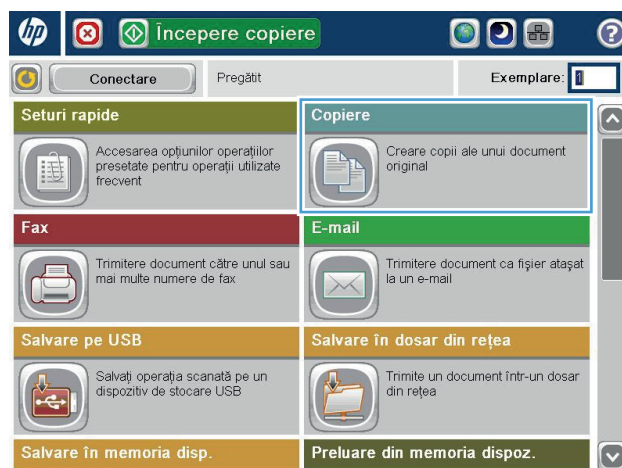 hp
Începere copiere
?
Conectare
Pregătit
Exemplare: 1
Seturi rapide
Accesarea opțiunilor operațiilor
presetate pentru operații utilizate
frecvent
Copiere
Creare copii ale unui document
original
Fax
Trimitere document către unul sau
mai multe numere de fax
E-mail
Trimitere document ca fișier atașat
la un e-mail
Salvare pe USB
Salvați operația scanată pe un
dispozitiv de stocare USB
Salvare în dosar din rețea
Trimite un document într-un dosar
din rețea
Salvare în memoria disp.
Preluare din memoria dispoz.